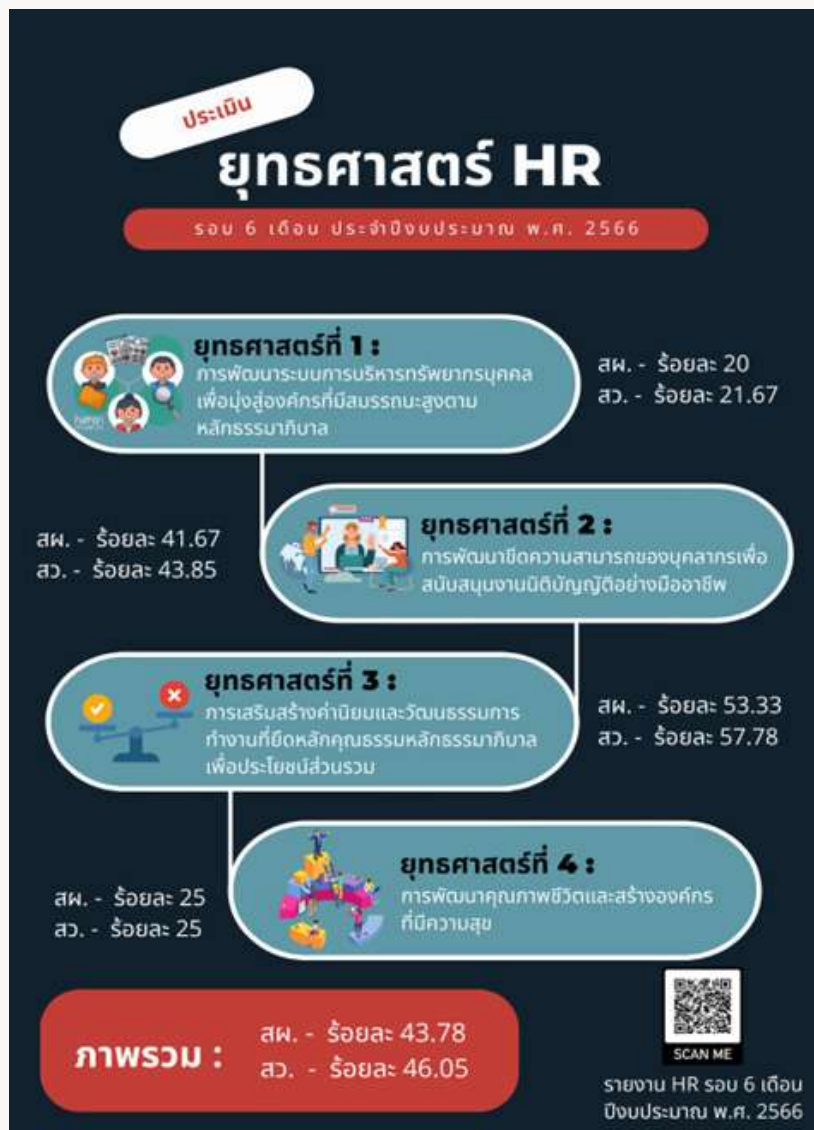 ประเมิน
ยุทธศาสตร์ HR
รอบ 6 เดือน ประจำปีงบประมาณ พ.ศ. 2566
ยุทธศาสตร์ที่ 1 :
การพัฒนาระบบการบริหารทรัพยากรบุคคล
เพื่อมุ่งสู่องค์กรที่มีสมรรถนะสูงตาม
หลักธรรมาภิบาล
สผ. - ร้อยละ 20
สว. - ร้อยละ 21.67
ยุทธศาสตร์ที่ 2 :
การพัฒนาขีดความสามารถของบุคลากรเพื่อ
สนับสนุนงานนิติบัญญัติอย่างมืออาชีพ
สผ. - ร้อยละ 41.67
สว. - ร้อยละ 43.85
ยุทธศาสตร์ที่ 3 :
การเสริมสร้างค่านิยมและวัฒนธรรมการ
ทำงานที่ยึดหลักคุณธรรมหลักธรรมาภิบาล
เพื่อประโยชน์ส่วนรวม
สผ. - ร้อยละ 53.33
สว. - ร้อยละ 57.78
ยุทธศาสตร์ที่ 4 :
การพัฒนาคุณภาพชีวิตและสร้างองค์กร
ที่มีความสุข
สผ. - ร้อยละ 25
สว. - ร้อยละ 25
ภาพรวม :
สผ. - ร้อยละ 43.78
สว. - ร้อยละ 46.05
SCAN ME
รายงาน HR รอบ 6 เดือน
ปีงบประมาณ พ.ศ. 2566